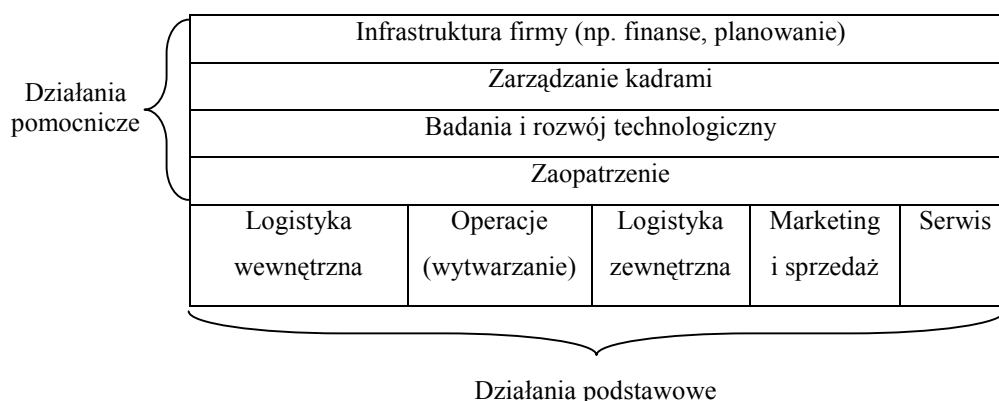 Infrastruktura firmy (np. finanse, planowanie)
Zarządzanie kadrami
Działania
pomocnicze
Badania i rozwój technologiczny
Zaopatrzenie
Logistyka
wewnętrzna
Operacje
(wytwarzanie)
Logistyka
zewnętrzna
Marketing
i sprzedaż
Serwis
Działania podstawowe